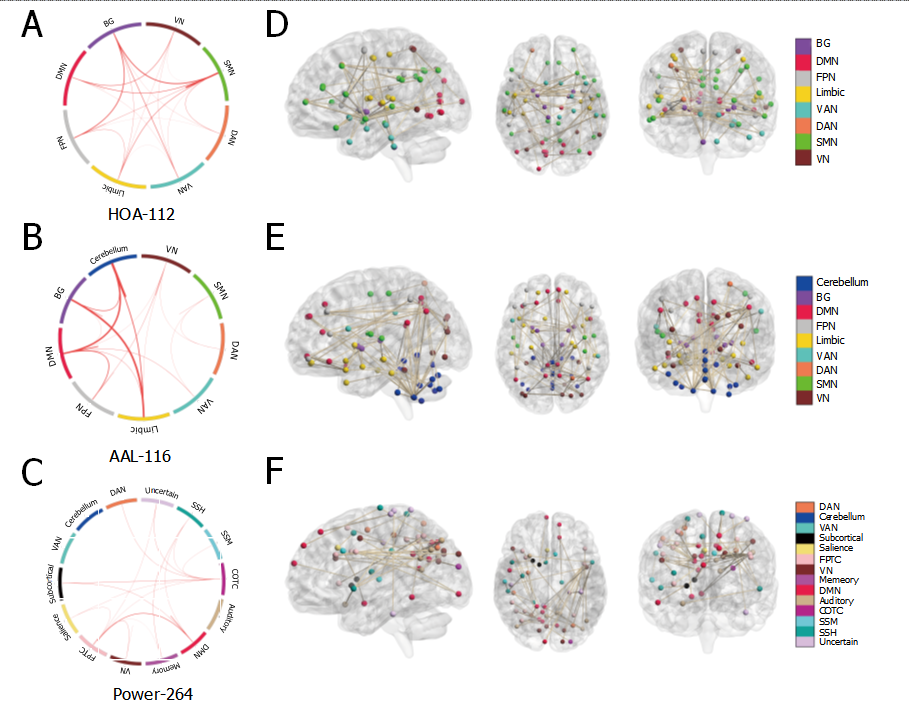 A
BG
VN
SMN
DAN
VAN
Limbic
FPN
DMN
HOA-112
D
BG
DMN
FPN
Limbic
VAN
DAN
SMN
VN
B
Cerebellum
VN
SMN
DAN
VAN
Limbic
FPN
DMN
BG
AAL-116
E
Cerebellum
BG
DMN
FPN
Limbic
VAN
DAN
SMN
VN
C
DAN
Uncertain
SSH
SSM
COTC
Auditory
DMN
Memory
VN
FPTC
Salience
Subcortical
VAN
Cerebellum
Power-264
F
DAN
Cerebellum
VAN
Subcortical
Salience
FPTC
VN
Memeory
DMN
Auditory
COTC
SSM
SSH
Uncertain